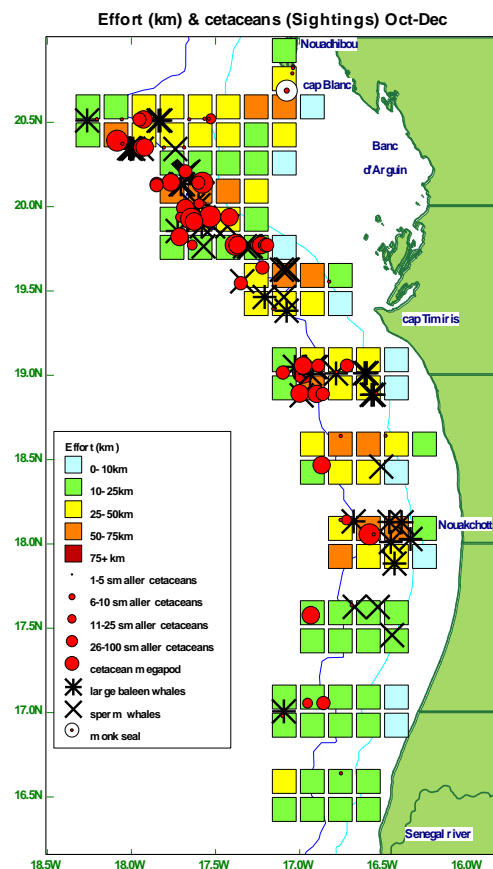 Effort (km) & cetaceans (Sightings) Oct-Dec
Nouadhibou
cap Blanc
20.5N
Banc
d'Arguin
20.0N
19.5N
cap Timiris
19.0N
Effort (km)
0-10km
10-25km
25-50km
50-75km
75+ km
1-5 smaller cetaceans
6-10 smaller cetaceans
11-25 smaller cetaceans
26-100 smaller cetaceans
cetacean megapod
large baleen whales
sperm whales
monk seal
18.5N
Nouakchott
18.0N
17.5N
17.0N
16.5N
Senegal river
18.5W 18.0W 17.5W 17.0W 16.5W 16.0W